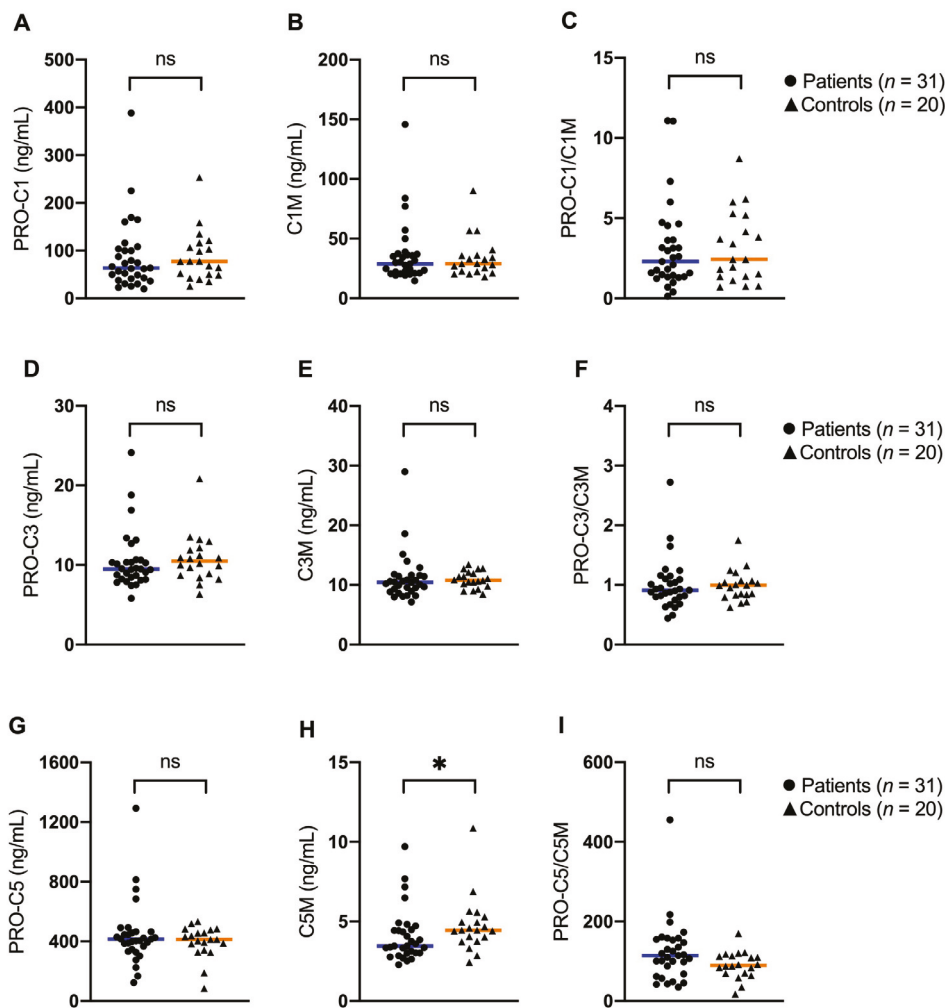 A
B
C
ns
ns
ns
500
400
300
200
100
0
PRO-C1 (ng/mL)
200
150
100
50
0
C1M (ng/mL)
15
10
5
0
PRO-C1/C1M
Patients (n = 31)
Controls (n = 20)
D
E
F
ns
ns
ns
30
20
10
0
PRO-C3 (ng/mL)
40
30
20
10
0
C3M (ng/mL)
4
3
2
1
0
PRO-C3/C3M
Patients (n = 31)
Controls (n = 20)
G
H
I
ns
*
ns
1600
1200
800
400
0
PRO-C5 (ng/mL)
15
10
5
0
C5M (ng/mL)
600
400
200
0
PRO-C5/C5M
Patients (n = 31)
Controls (n = 20)